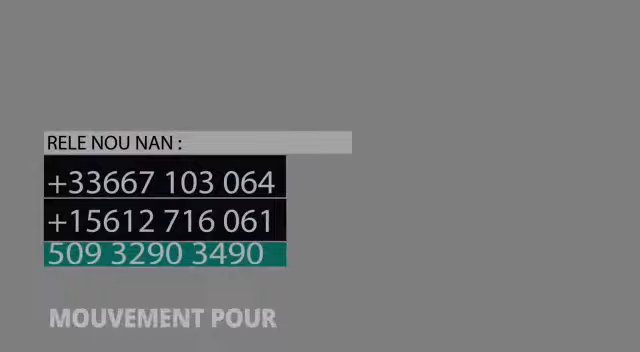 RELE NOU NAN :
+33667 103 064
+15612 716 061
509 3290 3490
MOUVEMENT POUR